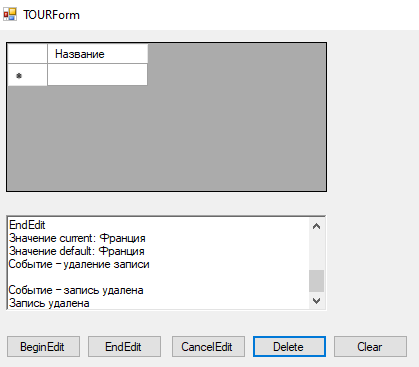 TOURForm
Название
*
EndEdit
Значение current: Франция
Значение default: Франция
Событие – удаление записи
Событие – запись удалена
Запись удалена
BeginEdit EndEdit CancelEdit Delete Clear